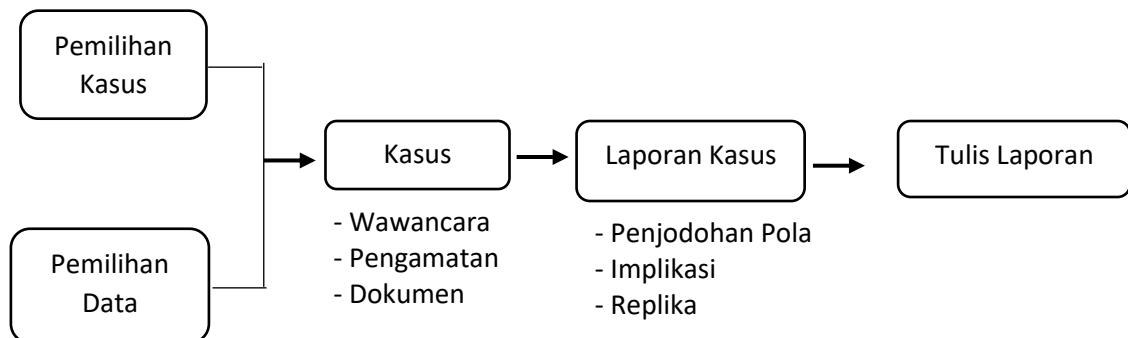 Pemilihan
Kasus
Pemilihan
Data
Kasus
- Wawancara
- Pengamatan
- Dokumen
Laporan Kasus
- Penjodohan Pola
- Implikasi
- Replika
Tulis Laporan